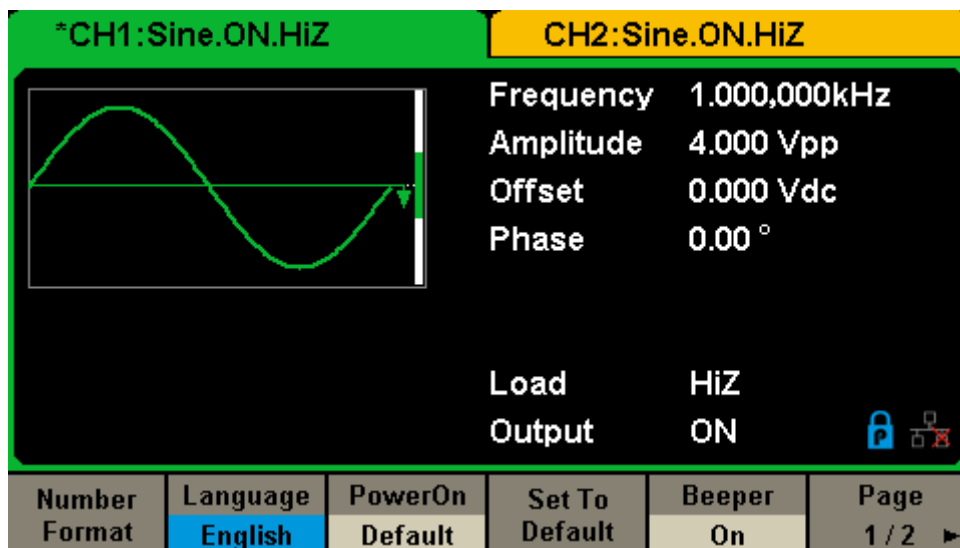 *CH1:Sine.ON.HiZ
CH2:Sine.ON.HiZ
Frequency 1.000,000kHz
Amplitude 4.000 Vpp
Offset 0.000 Vdc
Phase 0.00 °
Load HiZ
Output ON
P
Number Format
Language English
PowerOn Default
Set To Default
Beeper On
Page 1/2 ►